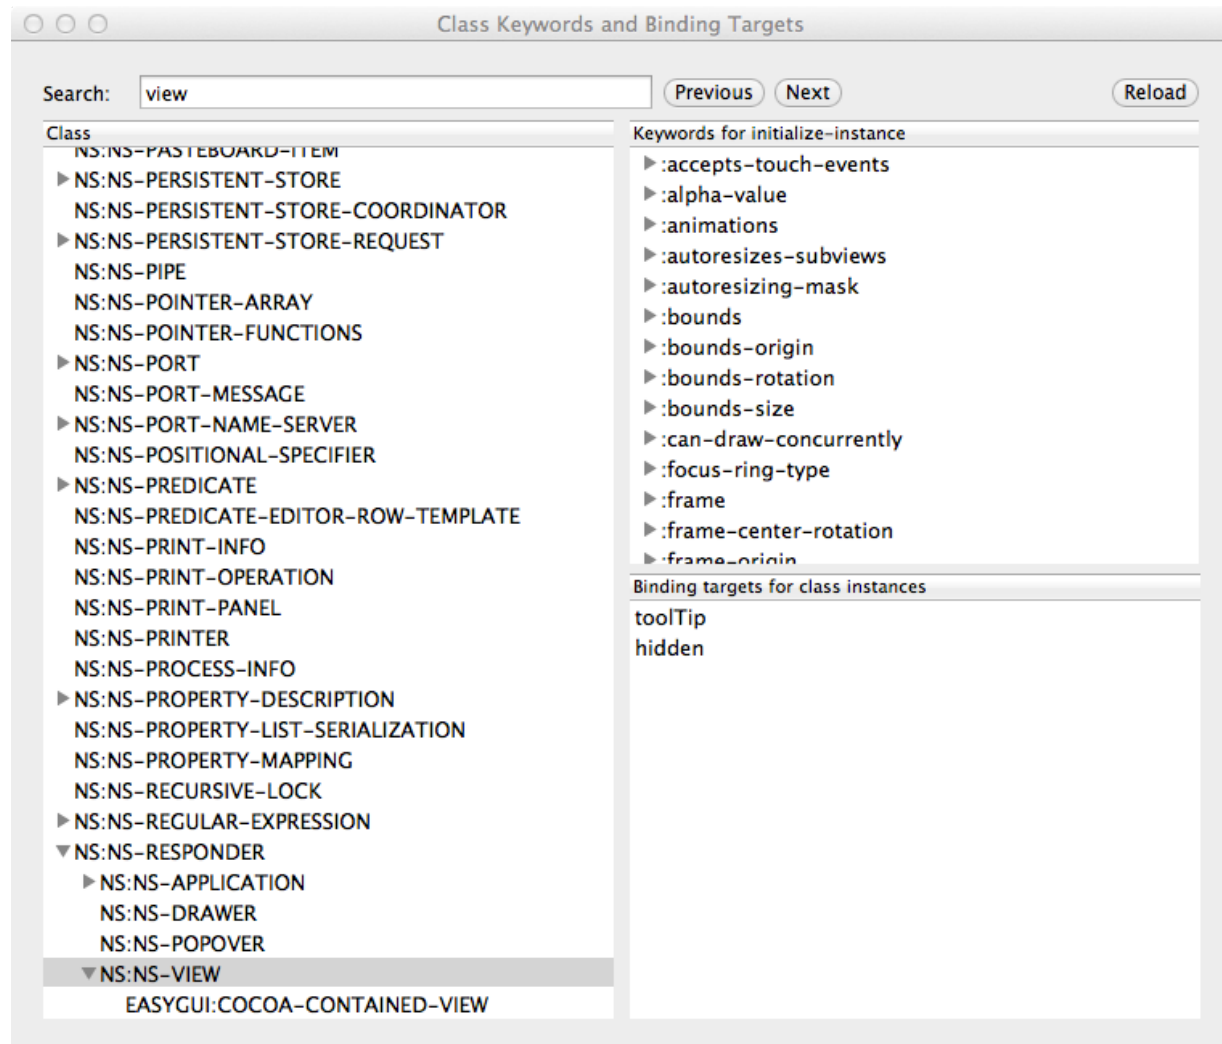 Class Keywords and Binding Targets
Search: view Previous Next Reload
Class
NS:NS-PASTEBOARD-ITEM
NS:NS-PERSISTENT-STORE
NS:NS-PERSISTENT-STORE-COORDINATOR
NS:NS-PERSISTENT-STORE-REQUEST
NS:NS-PIPE
NS:NS-POINTER-ARRAY
NS:NS-POINTER-FUNCTIONS
NS:NS-PORT
NS:NS-PORT-MESSAGE
NS:NS-PORT-NAME-SERVER
NS:NS-POSITIONAL-SPECIFIER
NS:NS-PREDICATE
NS:NS-PREDICATE-EDITOR-ROW-TEMPLATE
NS:NS-PRINT-INFO
NS:NS-PRINT-OPERATION
NS:NS-PRINT-PANEL
NS:NS-PRINTER
NS:NS-PROCESS-INFO
NS:NS-PROPERTY-DESCRIPTION
NS:NS-PROPERTY-LIST-SERIALIZATION
NS:NS-PROPERTY-MAPPING
NS:NS-RECURSIVE-LOCK
NS:NS-REGULAR-EXPRESSION
NS:NS-RESPONDER
NS:NS-APPLICATION
NS:NS-DRAWER
NS:NS-POPOVER
NS:NS-VIEW
EASYGUI:COCOA-CONTAINED-VIEW
Keywords for initialize-instance
:accepts-touch-events
:alpha-value
:animations
:autoresizes-subviews
:autoresizing-mask
:bounds
:bounds-origin
:bounds-rotation
:bounds-size
:can-draw-concurrently
:focus-ring-type
:frame
:frame-center-rotation
:frame-origin
Binding targets for class instances
toolTip
hidden